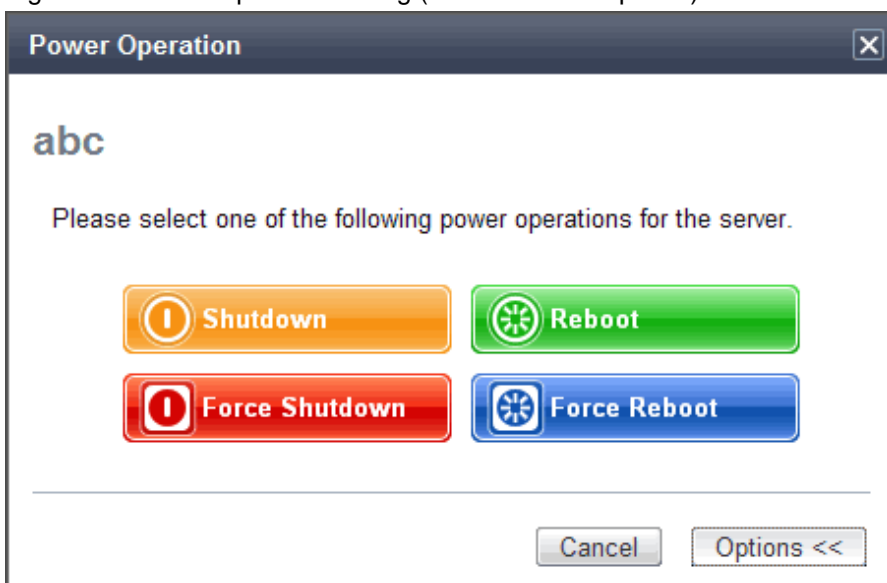 Power Operation
abc
Please select one of the following power operations for the server.
Shutdown
Reboot
Force Shutdown
Force Reboot
Cancel
Options <<